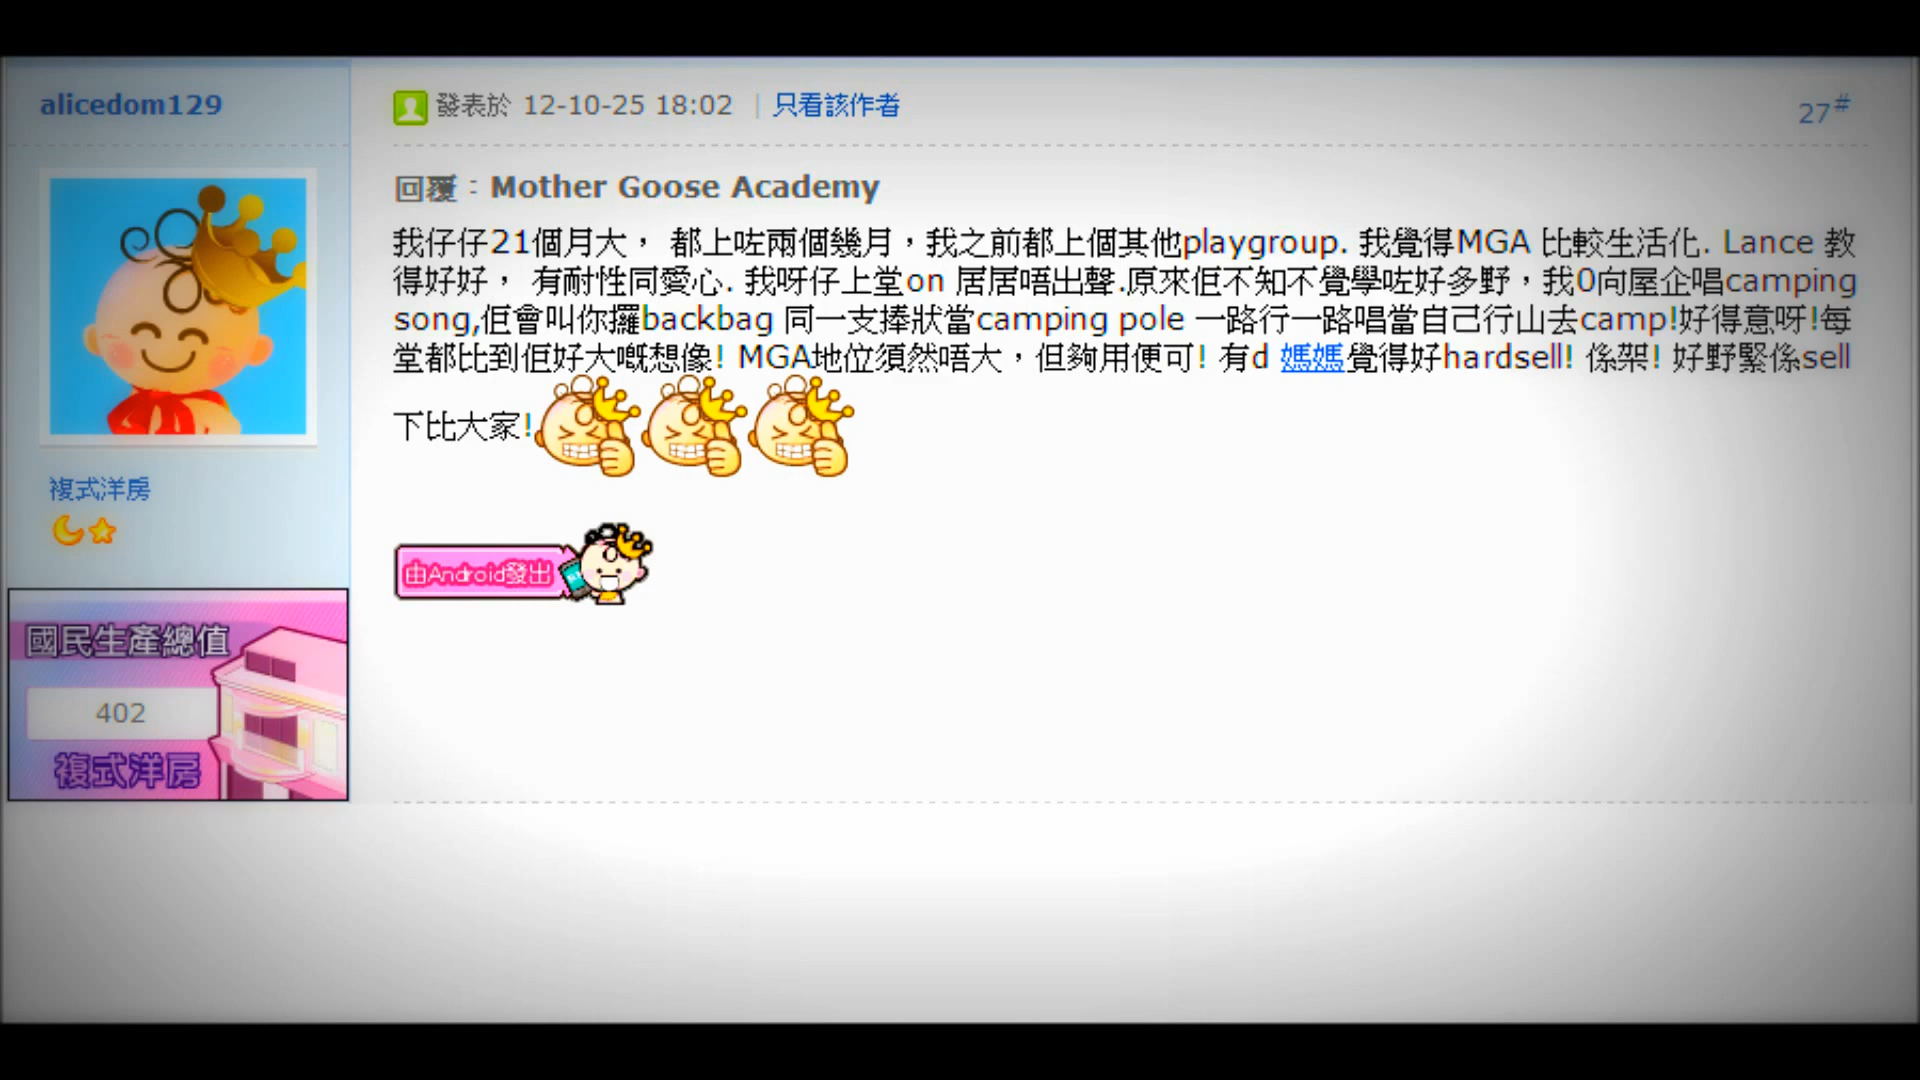 alicedom129
發表於 12-10-25 18:02 | 只看該作者
27#
回覆：Mother Goose Academy
我仔仔21個月大， 都上咗兩個幾月，我之前都上個其他playgroup. 我覺得MGA 比較生活化. Lance 教
得好好， 有耐性同愛心. 我呀仔上堂on 居居唔出聲.原來佢不知不覺學咗好多野，我0向屋企唱camping
song,佢會叫你攞backbag 同一支捧狀當camping pole 一路行一路唱當自己行山去camp!好得意呀!每
堂都比到佢好大嘅想像! MGA地位須然唔大，但夠用便可! 有d 媽媽覺得好hardsell! 係架! 好野緊係sell
下比大家!
複式洋房
由Android發出
國民生產總值
402
複式洋房